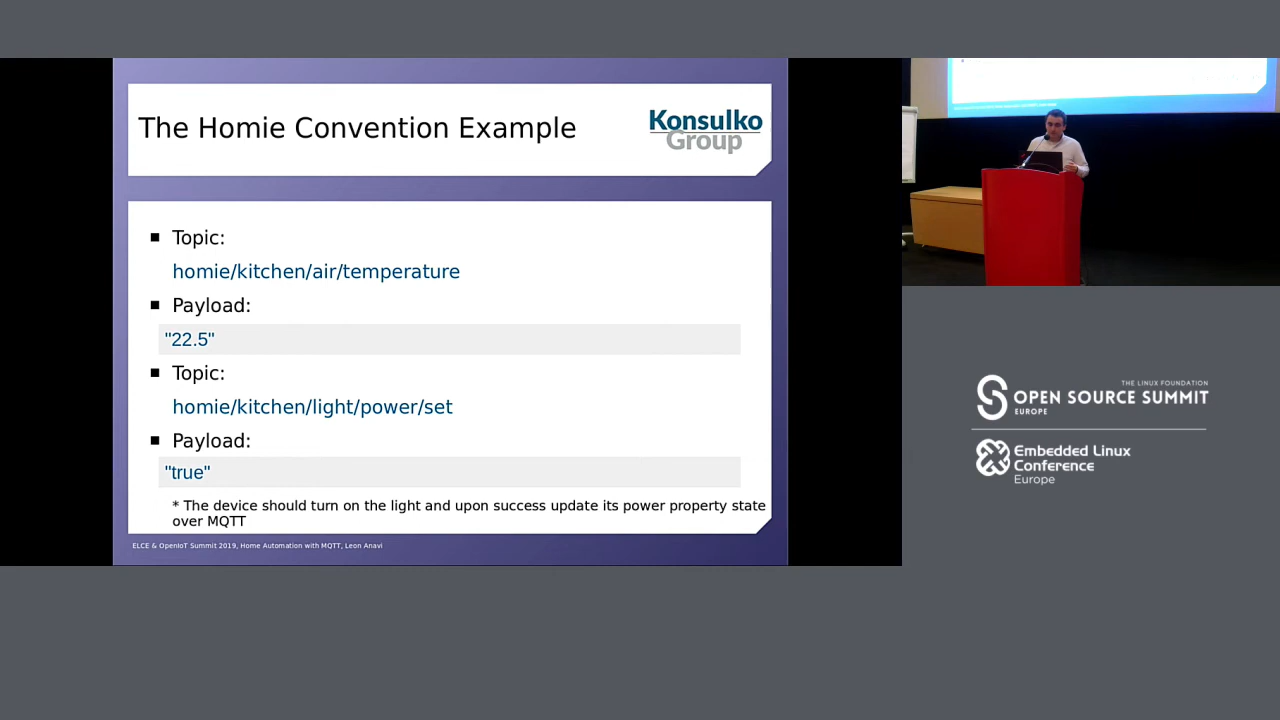 The Homie Convention Example
Konsulko
Group
Topic:
homie/kitchen/air/temperature
Payload:
"22.5"
Topic:
homie/kitchen/light/power/set
Payload:
"true"
* The device should turn on the light and upon success update its power property state
over MQTT
ELCE & OpenIoT Summit 2019, Home Automation with MQTT, Leon Anavi
THE LINUX FOUNDATION
OPEN SOURCE SUMMIT
EUROPE
Embedded Linux
Conference
Europe